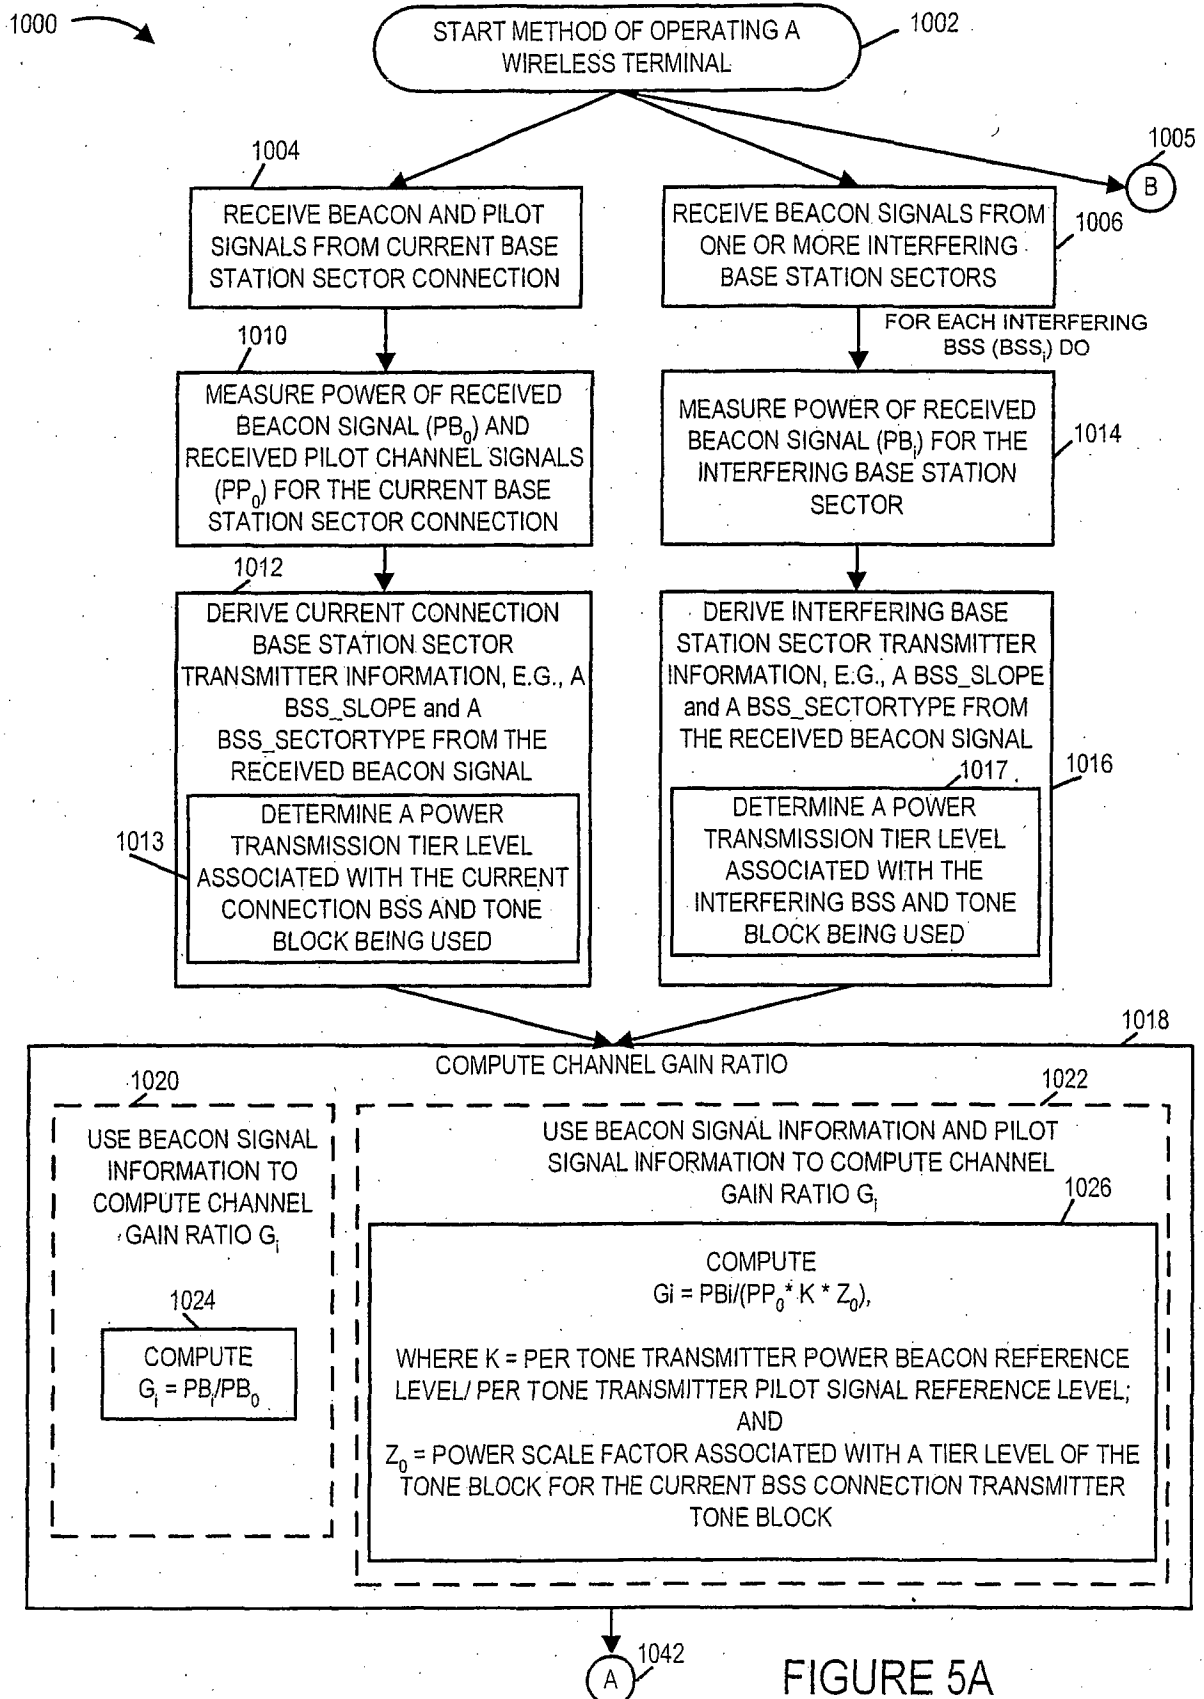 1000
START METHOD OF OPERATING A
WIRELESS TERMINAL
1002
1004
RECEIVE BEACON AND PILOT
SIGNALS FROM CURRENT BASE
STATION SECTOR CONNECTION
RECEIVE BEACON SIGNALS FROM
ONE OR MORE INTERFERING
BASE STATION SECTORS
1006
1005
B
FOR EACH INTERFERING
BSS (BSSᵢ) DO
1010
MEASURE POWER OF RECEIVED
BEACON SIGNAL (PB₀) AND
RECEIVED PILOT CHANNEL SIGNALS
(PP₀) FOR THE CURRENT BASE
STATION SECTOR CONNECTION
MEASURE POWER OF RECEIVED
BEACON SIGNAL (PBᵢ) FOR THE
INTERFERING BASE STATION
SECTOR
1014
1012
DERIVE CURRENT CONNECTION
BASE STATION SECTOR
TRANSMITTER INFORMATION, E.G., A
BSS_SLOPE and A
BSS_SECTORTYPE FROM THE
RECEIVED BEACON SIGNAL
1013
DETERMINE A POWER
TRANSMISSION TIER LEVEL
ASSOCIATED WITH THE CURRENT
CONNECTION BSS AND TONE
BLOCK BEING USED
DERIVE INTERFERING BASE
STATION SECTOR TRANSMITTER
INFORMATION, E.G., A BSS_SLOPE
and A BSS_SECTORTYPE FROM
THE RECEIVED BEACON SIGNAL
1017
1016
DETERMINE A POWER
TRANSMISSION TIER LEVEL
ASSOCIATED WITH THE
INTERFERING BSS AND TONE
BLOCK BEING USED
1018
COMPUTE CHANNEL GAIN RATIO
1020
USE BEACON SIGNAL
INFORMATION TO
COMPUTE CHANNEL
GAIN RATIO Gᵢ
1024
COMPUTE
Gᵢ = PBᵢ/PB₀
1022
USE BEACON SIGNAL INFORMATION AND PILOT
SIGNAL INFORMATION TO COMPUTE CHANNEL
GAIN RATIO Gᵢ
1026
COMPUTE
Gi = PBi/(PP₀* K * Z₀),
WHERE K = PER TONE TRANSMITTER POWER BEACON REFERENCE
LEVEL/ PER TONE TRANSMITTER PILOT SIGNAL REFERENCE LEVEL;
AND
Z₀ = POWER SCALE FACTOR ASSOCIATED WITH A TIER LEVEL OF THE
TONE BLOCK FOR THE CURRENT BSS CONNECTION TRANSMITTER
TONE BLOCK
A
1042
FIGURE 5A